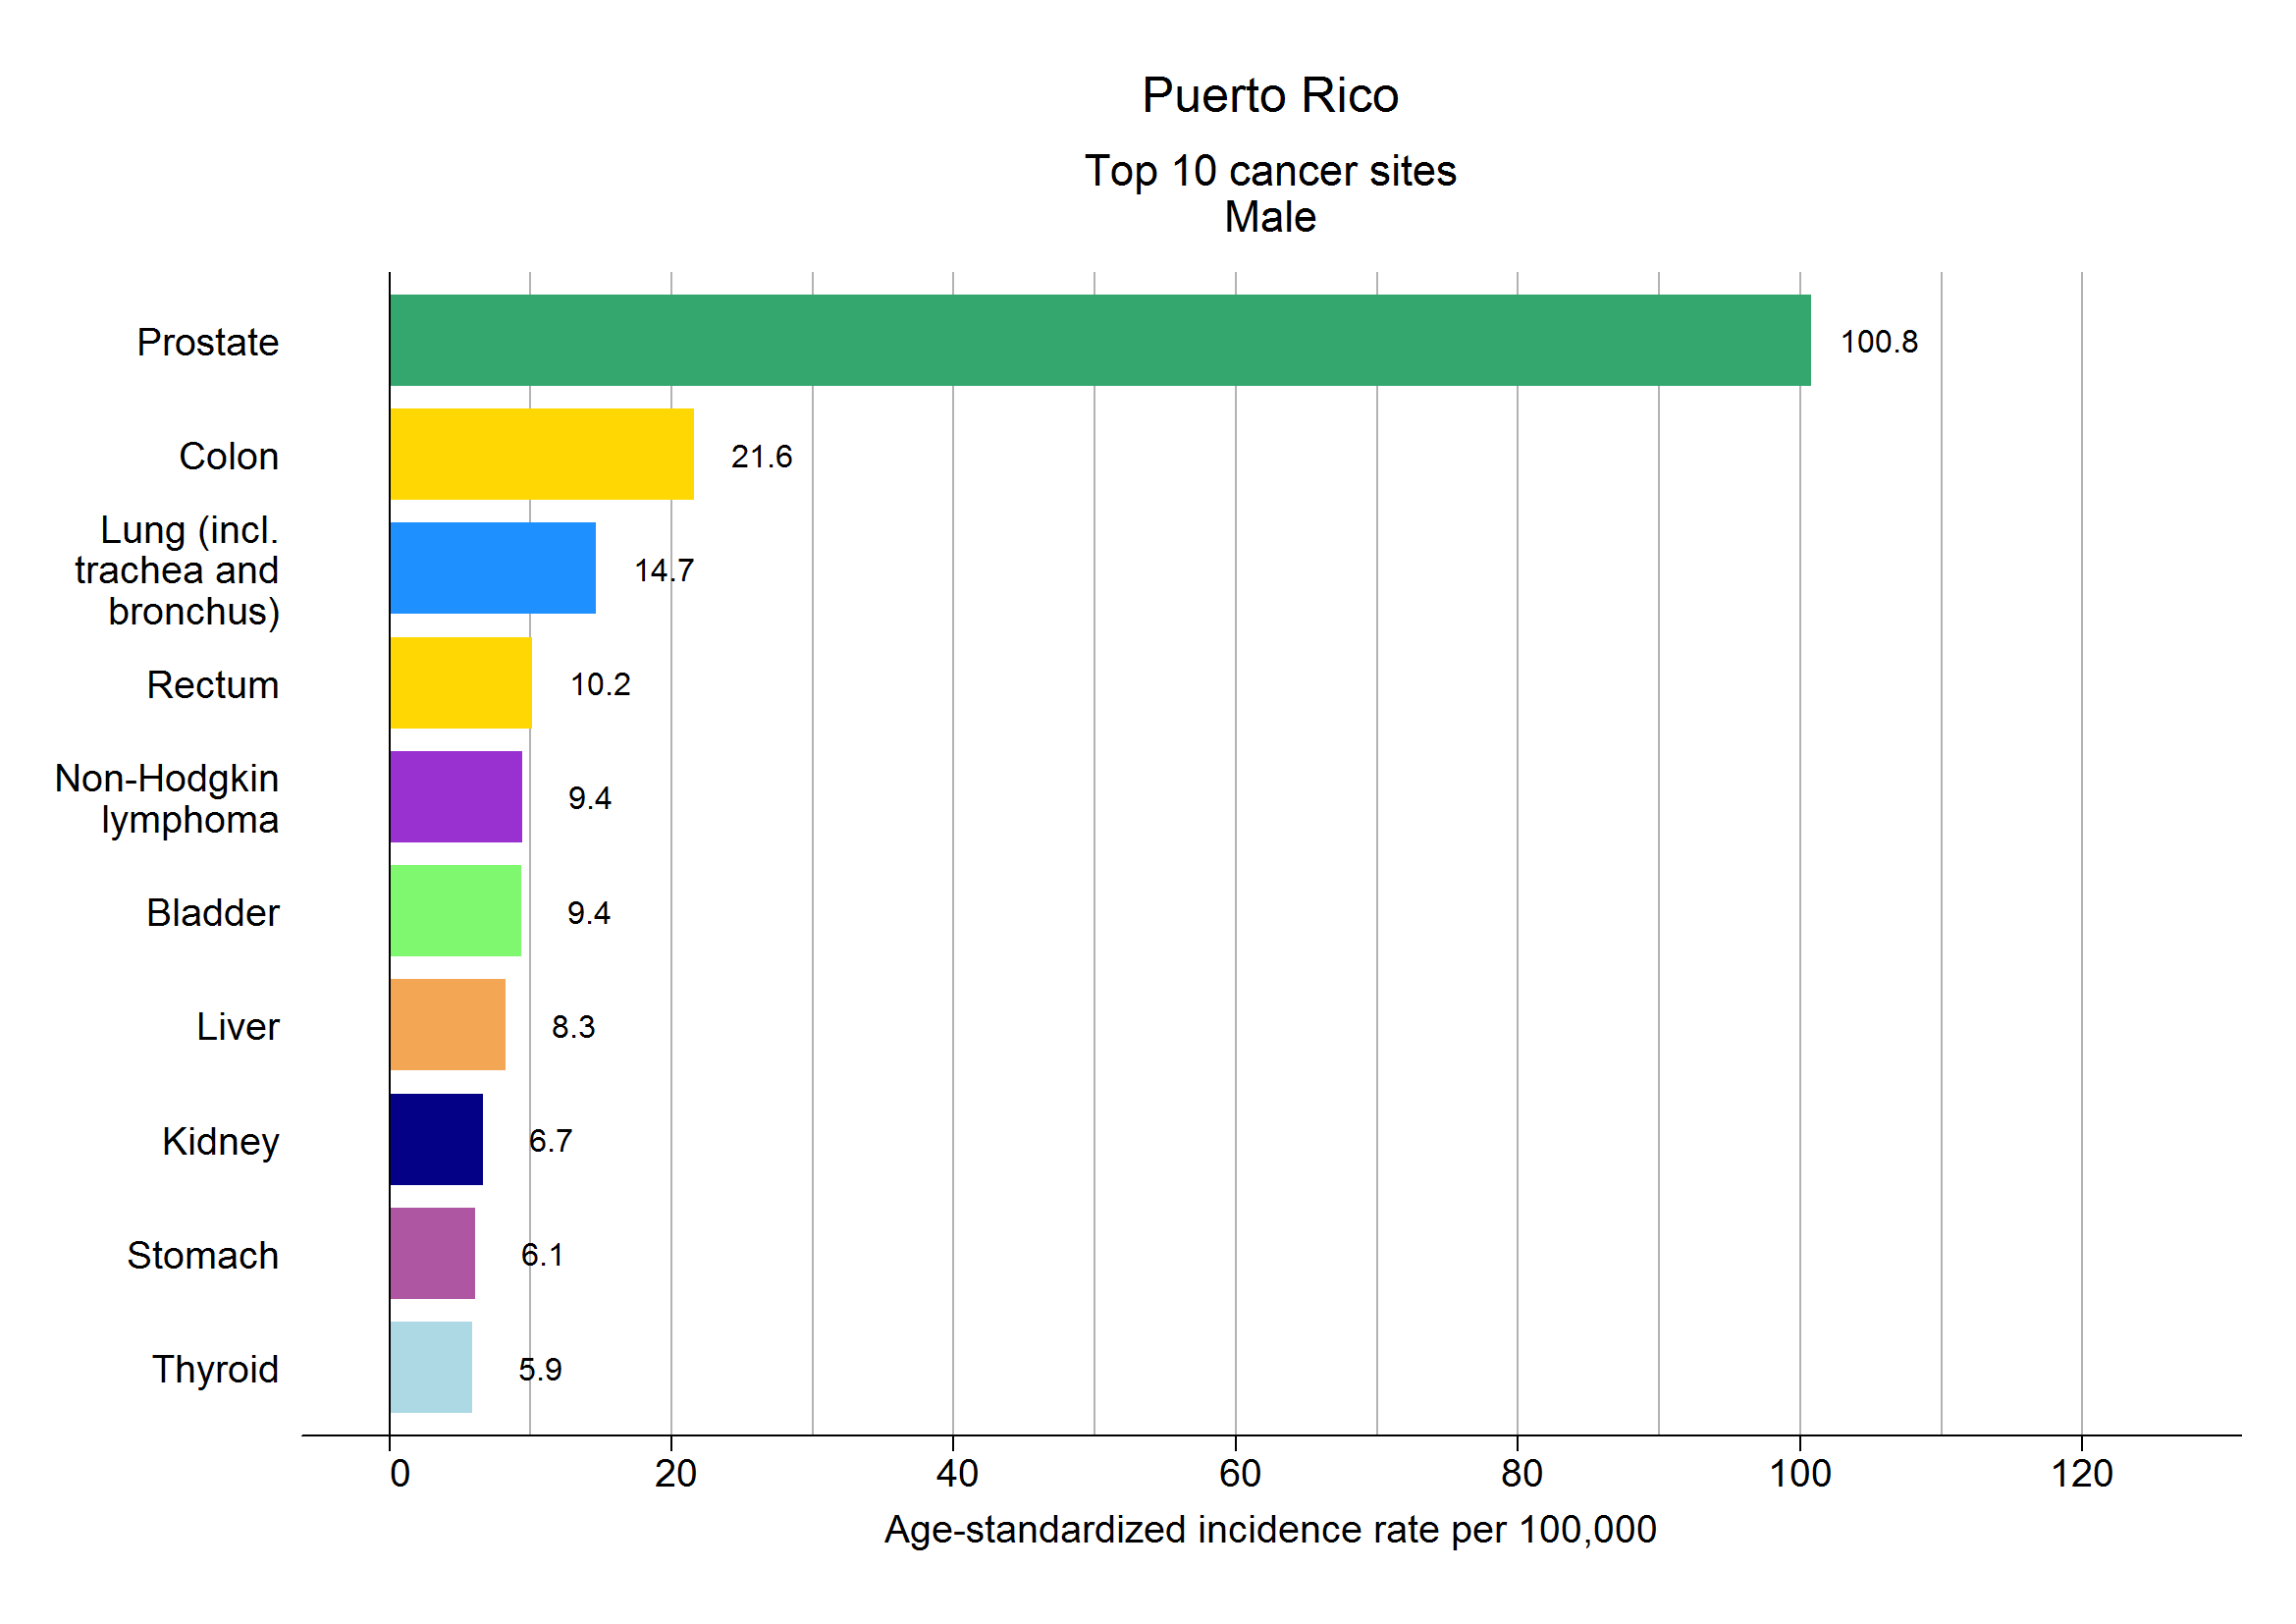 Puerto Rico
Top 10 cancer sites
Male
Prostate
100.8
Colon
21.6
Lung (incl.
trachea and
bronchus)
14.7
Rectum
10.2
Non-Hodgkin
lymphoma
9.4
Bladder
9.4
Liver
8.3
Kidney
6.7
Stomach
6.1
Thyroid
5.9
0 20 40 60 80 100 120
Age-standardized incidence rate per 100,000